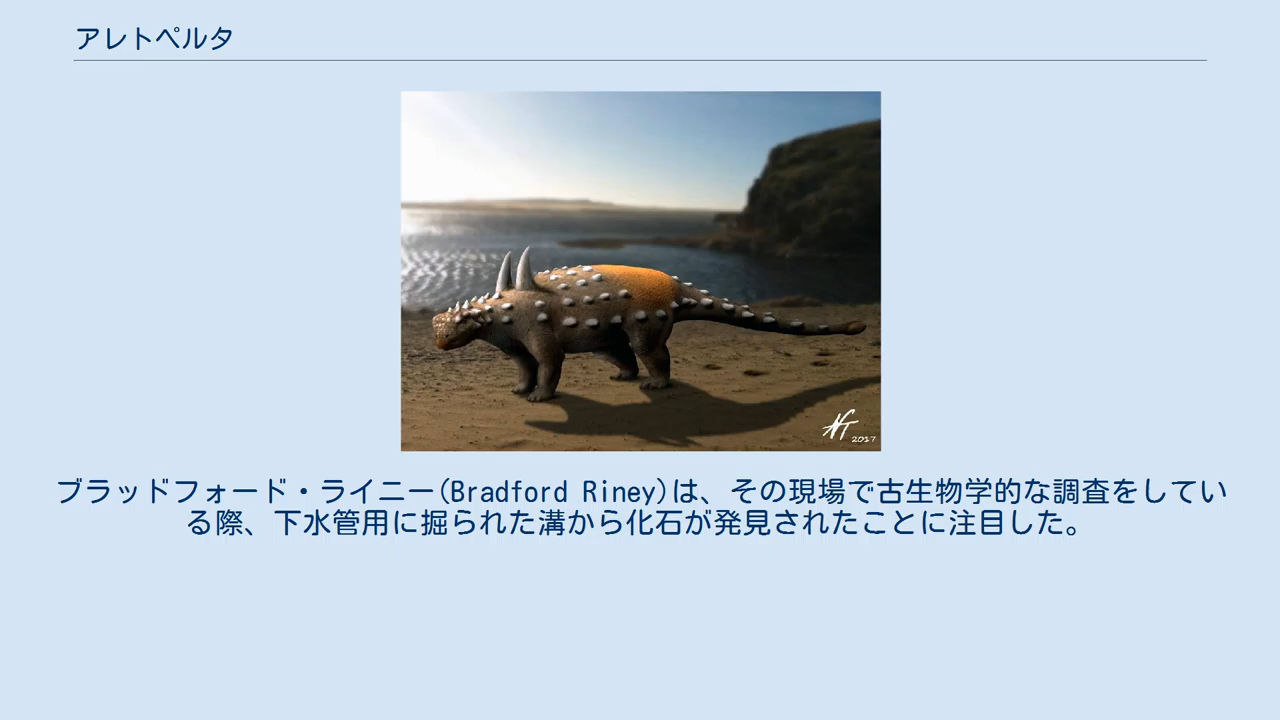 アレトペルタ
NT
2017
ブラッドフォード・ライニー(Bradford Riney)は、その現場で古生物学的な調査をしてい
る際、下水管用に掘られた溝から化石が発見されたことに注目した。